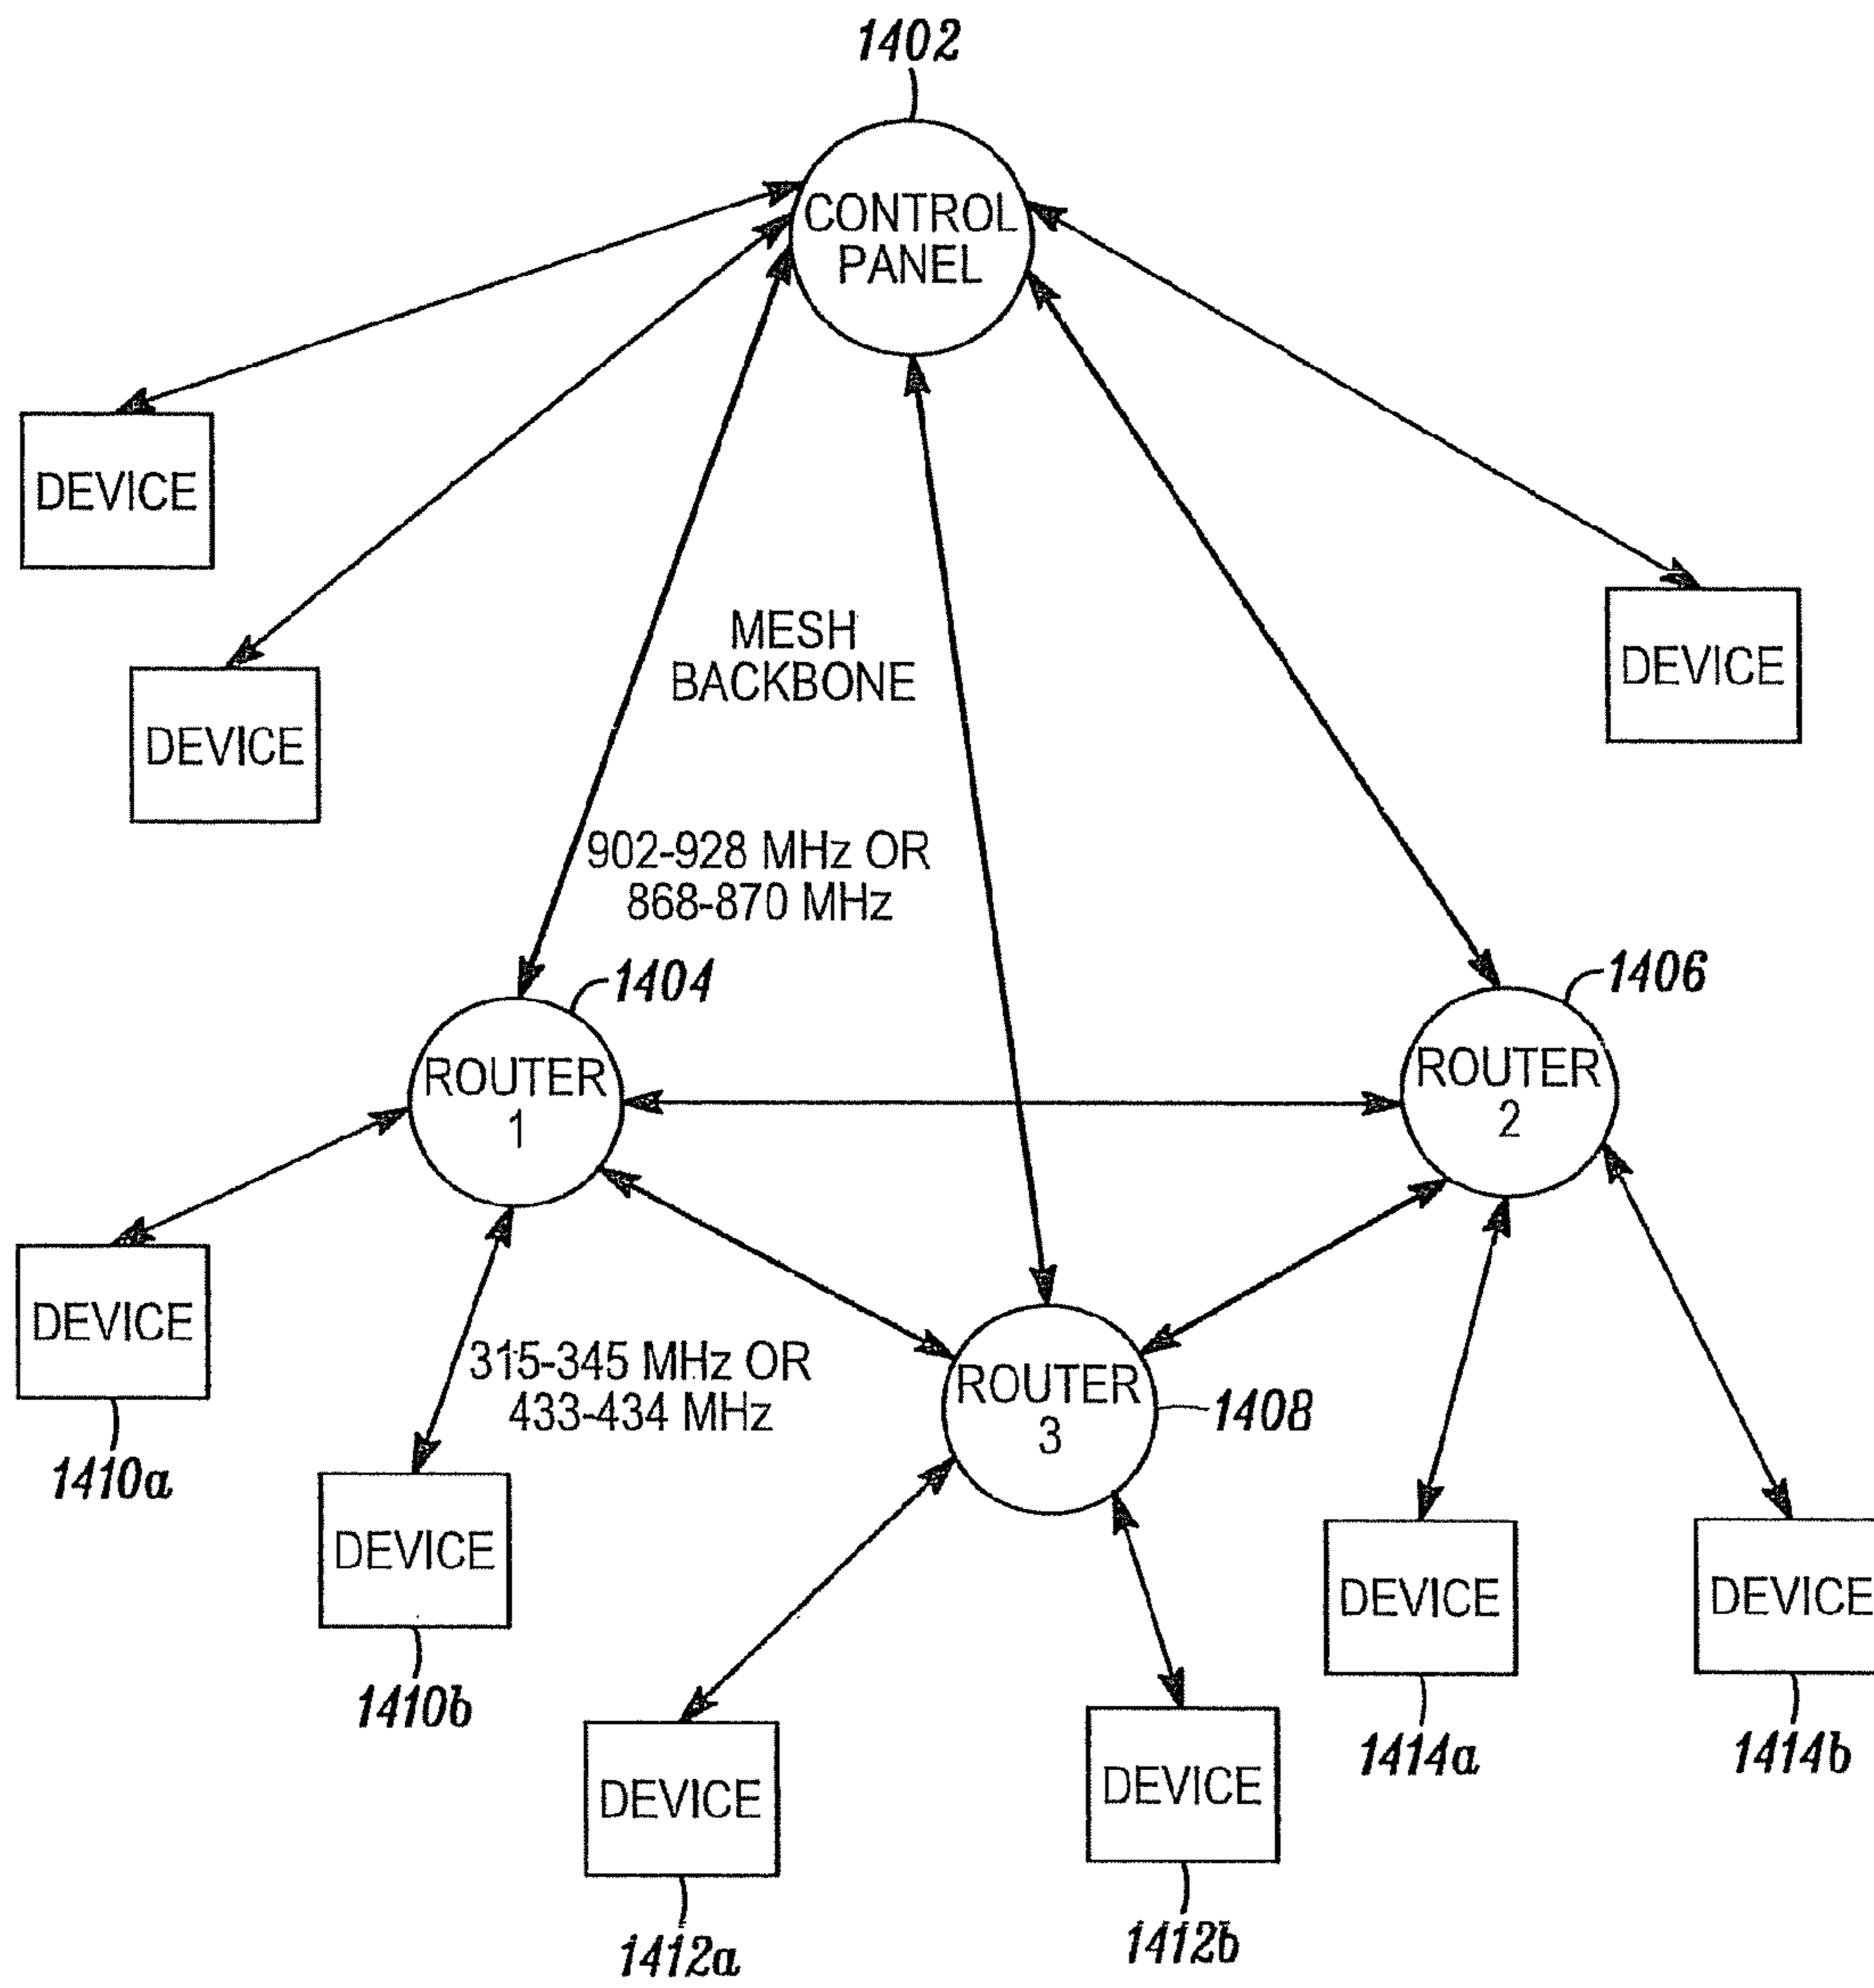 1402
CONTROL
PANEL
DEVICE
DEVICE
MESH
BACKBONE
DEVICE
902-928 MHz OR
868-870 MHz
1404
1406
ROUTER
1
ROUTER
2
DEVICE
1410a
315-345 MHz OR
433-434 MHz
ROUTER
3
1408
DEVICE
1410b
DEVICE
1414a
DEVICE
1414b
DEVICE
1412a
DEVICE
1412b